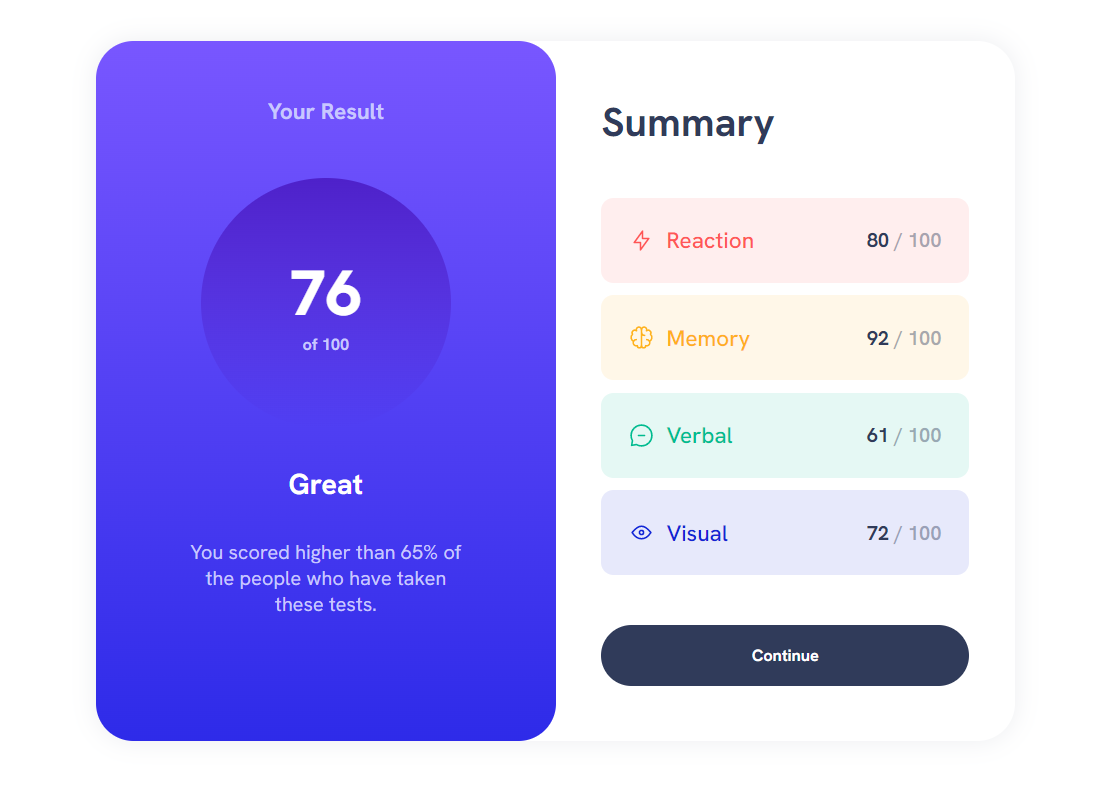 Your Result
76
of 100
Great
You scored higher than 65% of
the people who have taken
these tests.
Summary
Reaction 80 / 100
Memory 92 / 100
Verbal 61 / 100
Visual 72 / 100
Continue